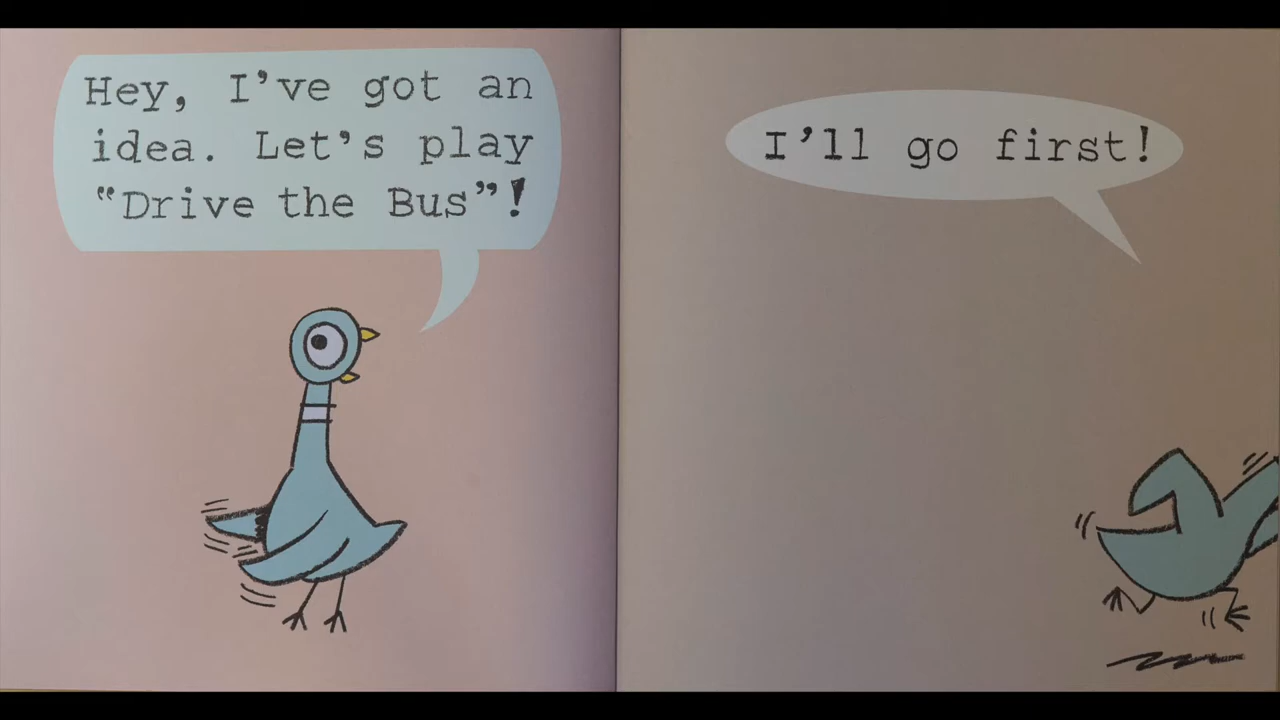 Hey, I’ve got an
idea. Let’s play
“Drive the Bus”!
I’ll go first!